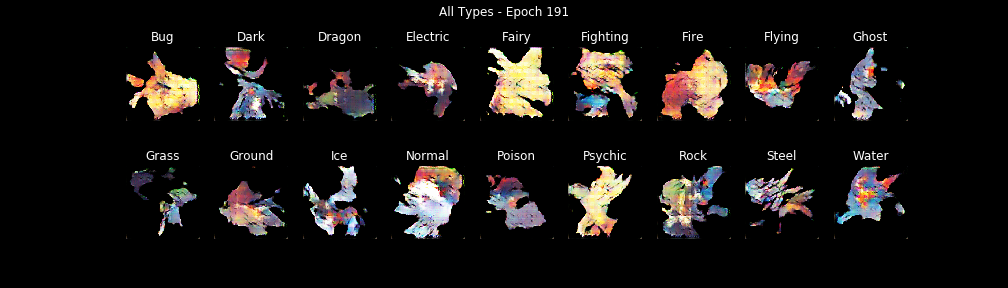 All Types - Epoch 191
Bug Dark Dragon Electric Fairy Fighting Fire Flying Ghost
Grass Ground Ice Normal Poison Psychic Rock Steel Water